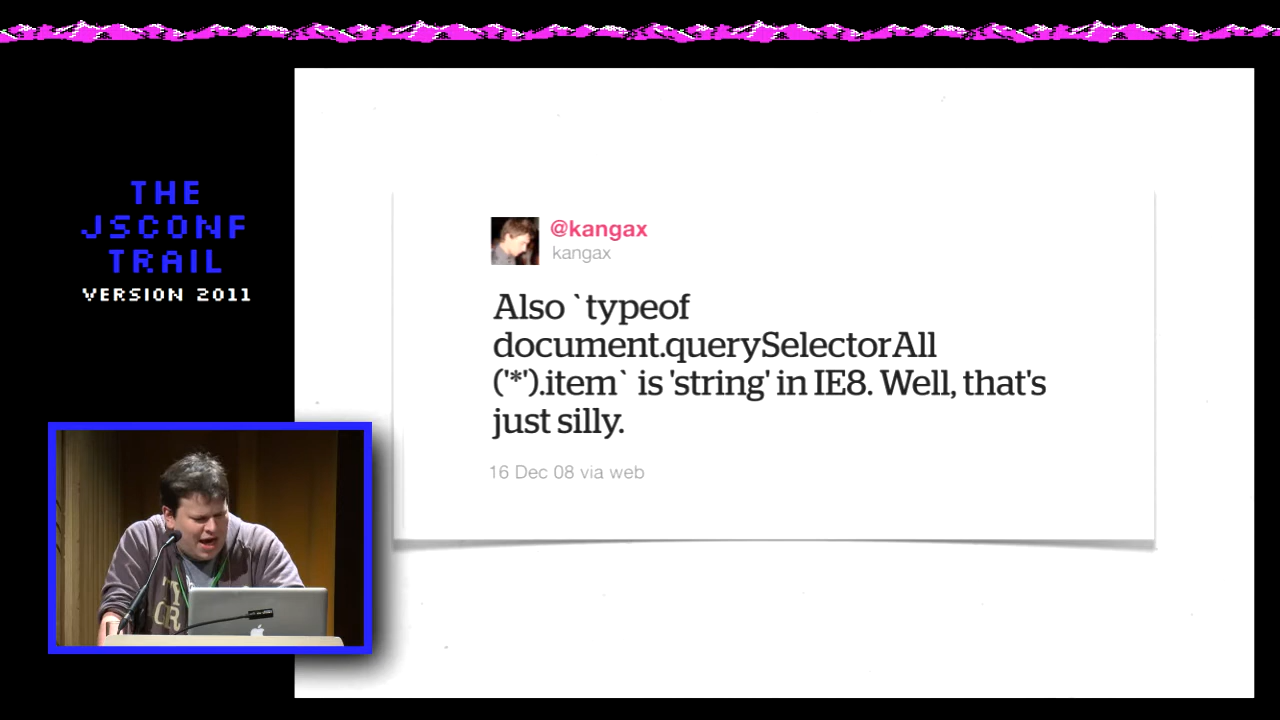 THE
JSCONF
TRAIL
VERSION 2011
@kangax
kangax
Also `typeof
document.querySelectorAll
('*').item` is 'string' in IE8. Well, that's
just silly.
16 Dec 08 via web